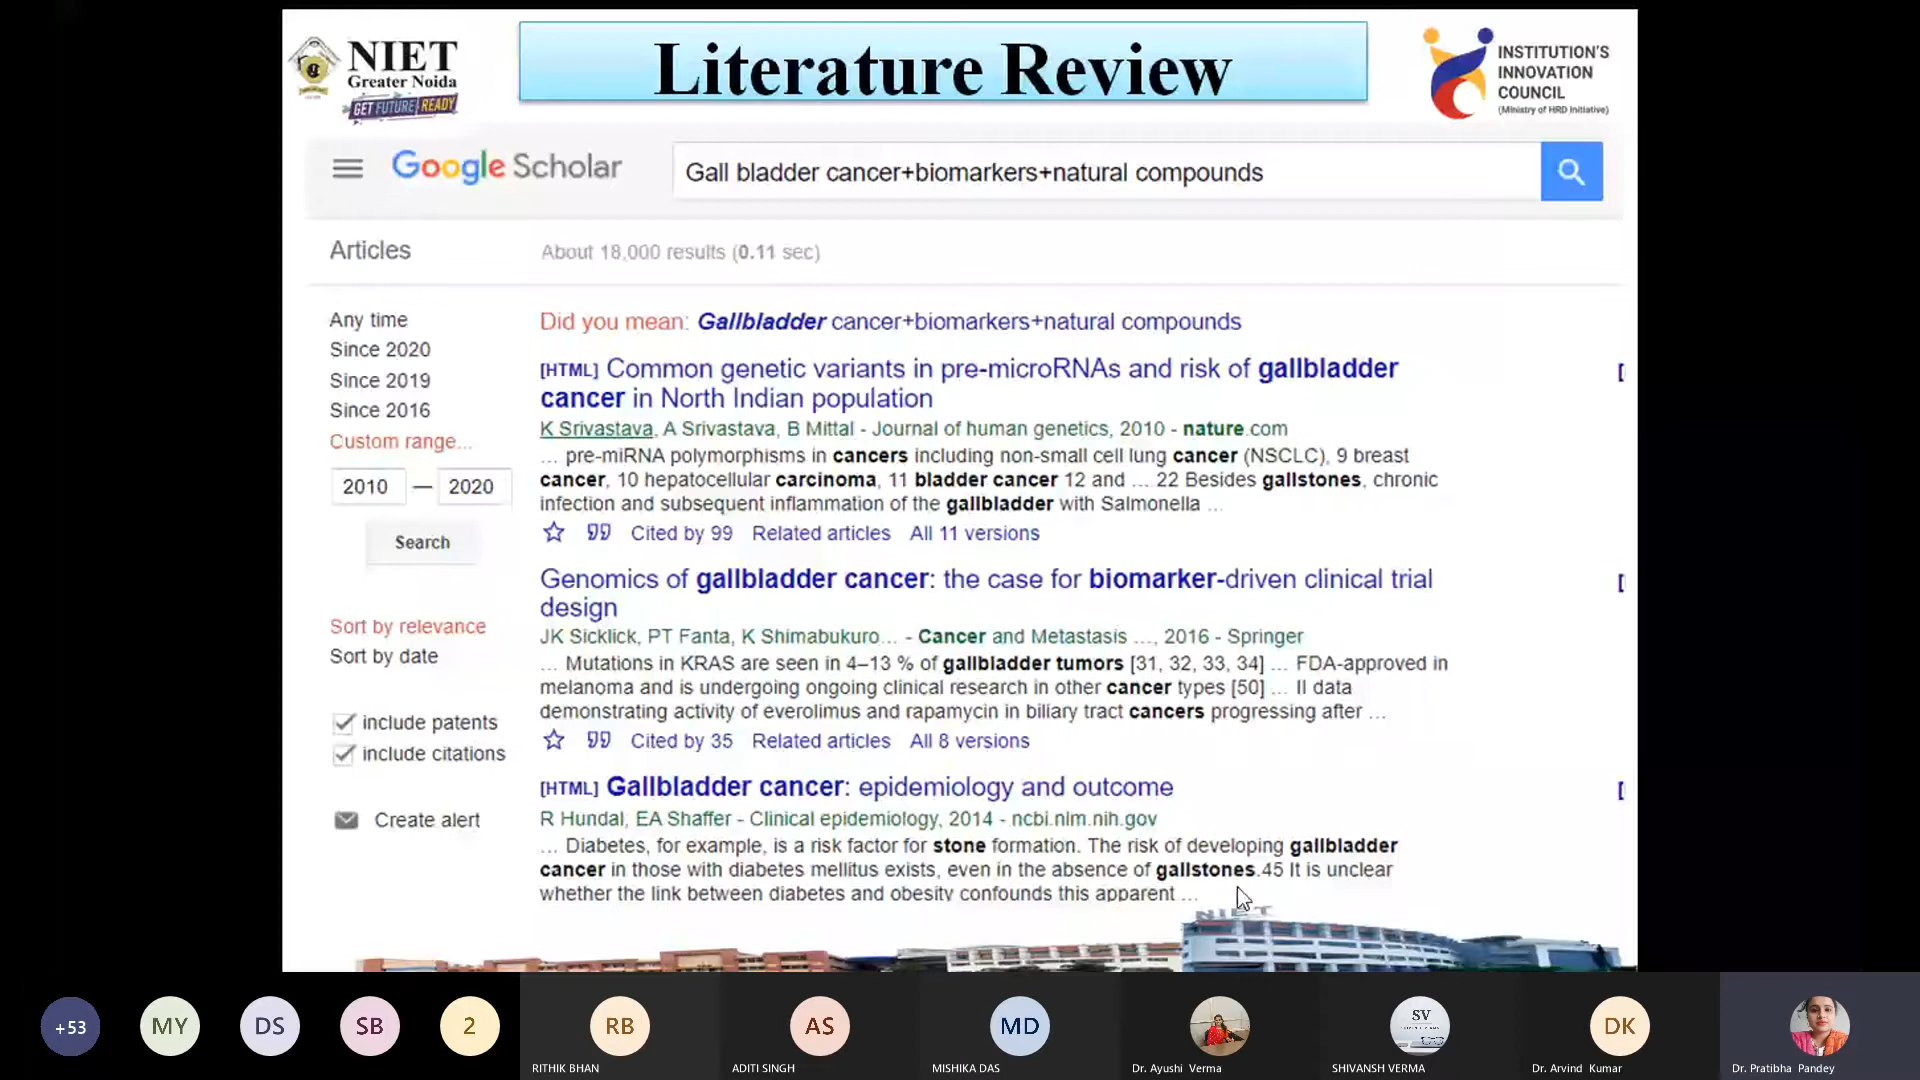 NIET
Greater Noida
GET FUTURE READY
Literature Review
INSTITUTION'S
INNOVATION
COUNCIL
(Ministry of HRD Initiative)
Google Scholar
Gall bladder cancer+biomarkers+natural compounds
Articles
About 18,000 results (0.11 sec)
Any time
Since 2020
Since 2019
Since 2016
Custom range...
2010 — 2020
Search
Sort by relevance
Sort by date
include patents
include citations
Create alert
Did you mean: Gallbladder cancer+biomarkers+natural compounds
[HTML] Common genetic variants in pre-microRNAs and risk of gallbladder
cancer in North Indian population
K Srivastava, A Srivastava, B Mittal - Journal of human genetics, 2010 - nature.com
... pre-miRNA polymorphisms in cancers including non-small cell lung cancer (NSCLC), 9 breast
cancer, 10 hepatocellular carcinoma, 11 bladder cancer 12 and ... 22 Besides gallstones, chronic
infection and subsequent inflammation of the gallbladder with Salmonella ...
Cited by 99 Related articles All 11 versions
Genomics of gallbladder cancer: the case for biomarker-driven clinical trial
design
JK Sicklick, PT Fanta, K Shimabukuro... - Cancer and Metastasis ..., 2016 - Springer
... Mutations in KRAS are seen in 4–13 % of gallbladder tumors [31, 32, 33, 34] ... FDA-approved in
melanoma and is undergoing ongoing clinical research in other cancer types [50] ... II data
demonstrating activity of everolimus and rapamycin in biliary tract cancers progressing after ...
Cited by 35 Related articles All 8 versions
[HTML] Gallbladder cancer: epidemiology and outcome
R Hundal, EA Shaffer - Clinical epidemiology, 2014 - ncbi.nlm.nih.gov
... Diabetes, for example, is a risk factor for stone formation. The risk of developing gallbladder
cancer in those with diabetes mellitus exists, even in the absence of gallstones.45 It is unclear
whether the link between diabetes and obesity confounds this apparent ...
[
[
[
NIET
+53
MY
DS
SB
2
RB
RITHIK BHAN
AS
ADITI SINGH
MD
MISHIKA DAS
Dr. Ayushi Verma
SV
SHIVANSH VERMA
DK
Dr. Arvind Kumar
Dr. Pratibha Pandey